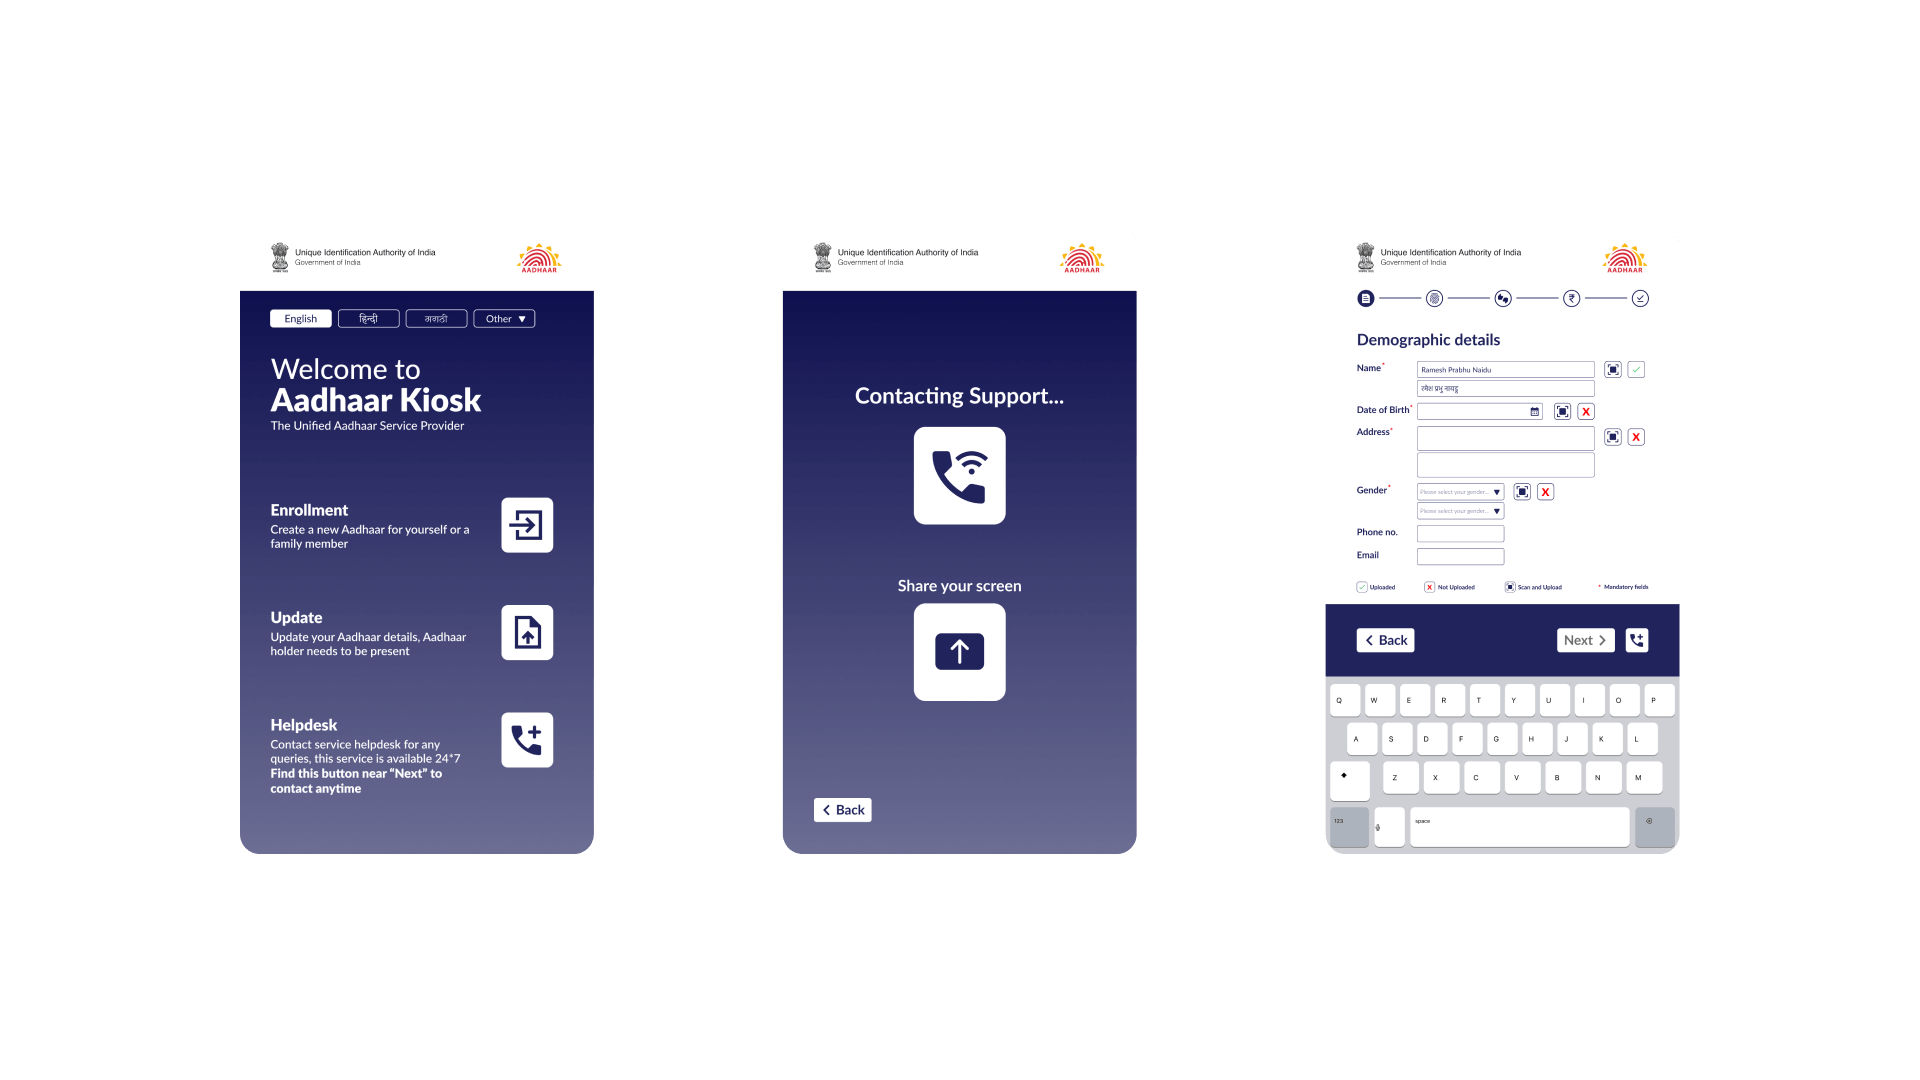 Unique Identification Authority of India
Government of India
AADHAAR
English
हिन्दी
मराठी
Other
Welcome to
Aadhaar Kiosk
The Unified Aadhaar Service Provider
Enrollment
Create a new Aadhaar for yourself or a
family member
Update
Update your Aadhaar details, Aadhaar
holder needs to be present
Helpdesk
Contact service helpdesk for any
queries, this service is available 24*7
Find this button near “Next” to
contact anytime
Unique Identification Authority of India
Government of India
AADHAAR
Contacting Support...
Share your screen
Back
Unique Identification Authority of India
Government of India
AADHAAR
Demographic details
Name*
Ramesh Prabhu Naidu
रमेश प्रभु नायडू
Date of Birth*
X
Address*
X
Gender*
Please select your gender...
X
Please select your gender...
Phone no.
Email
Uploaded
X Not Uploaded
Scan and Upload
* Mandatory fields
Back
Next
Q W E R T Y U I O P
A S D F G H J K L
Z X C V B N M
123
space